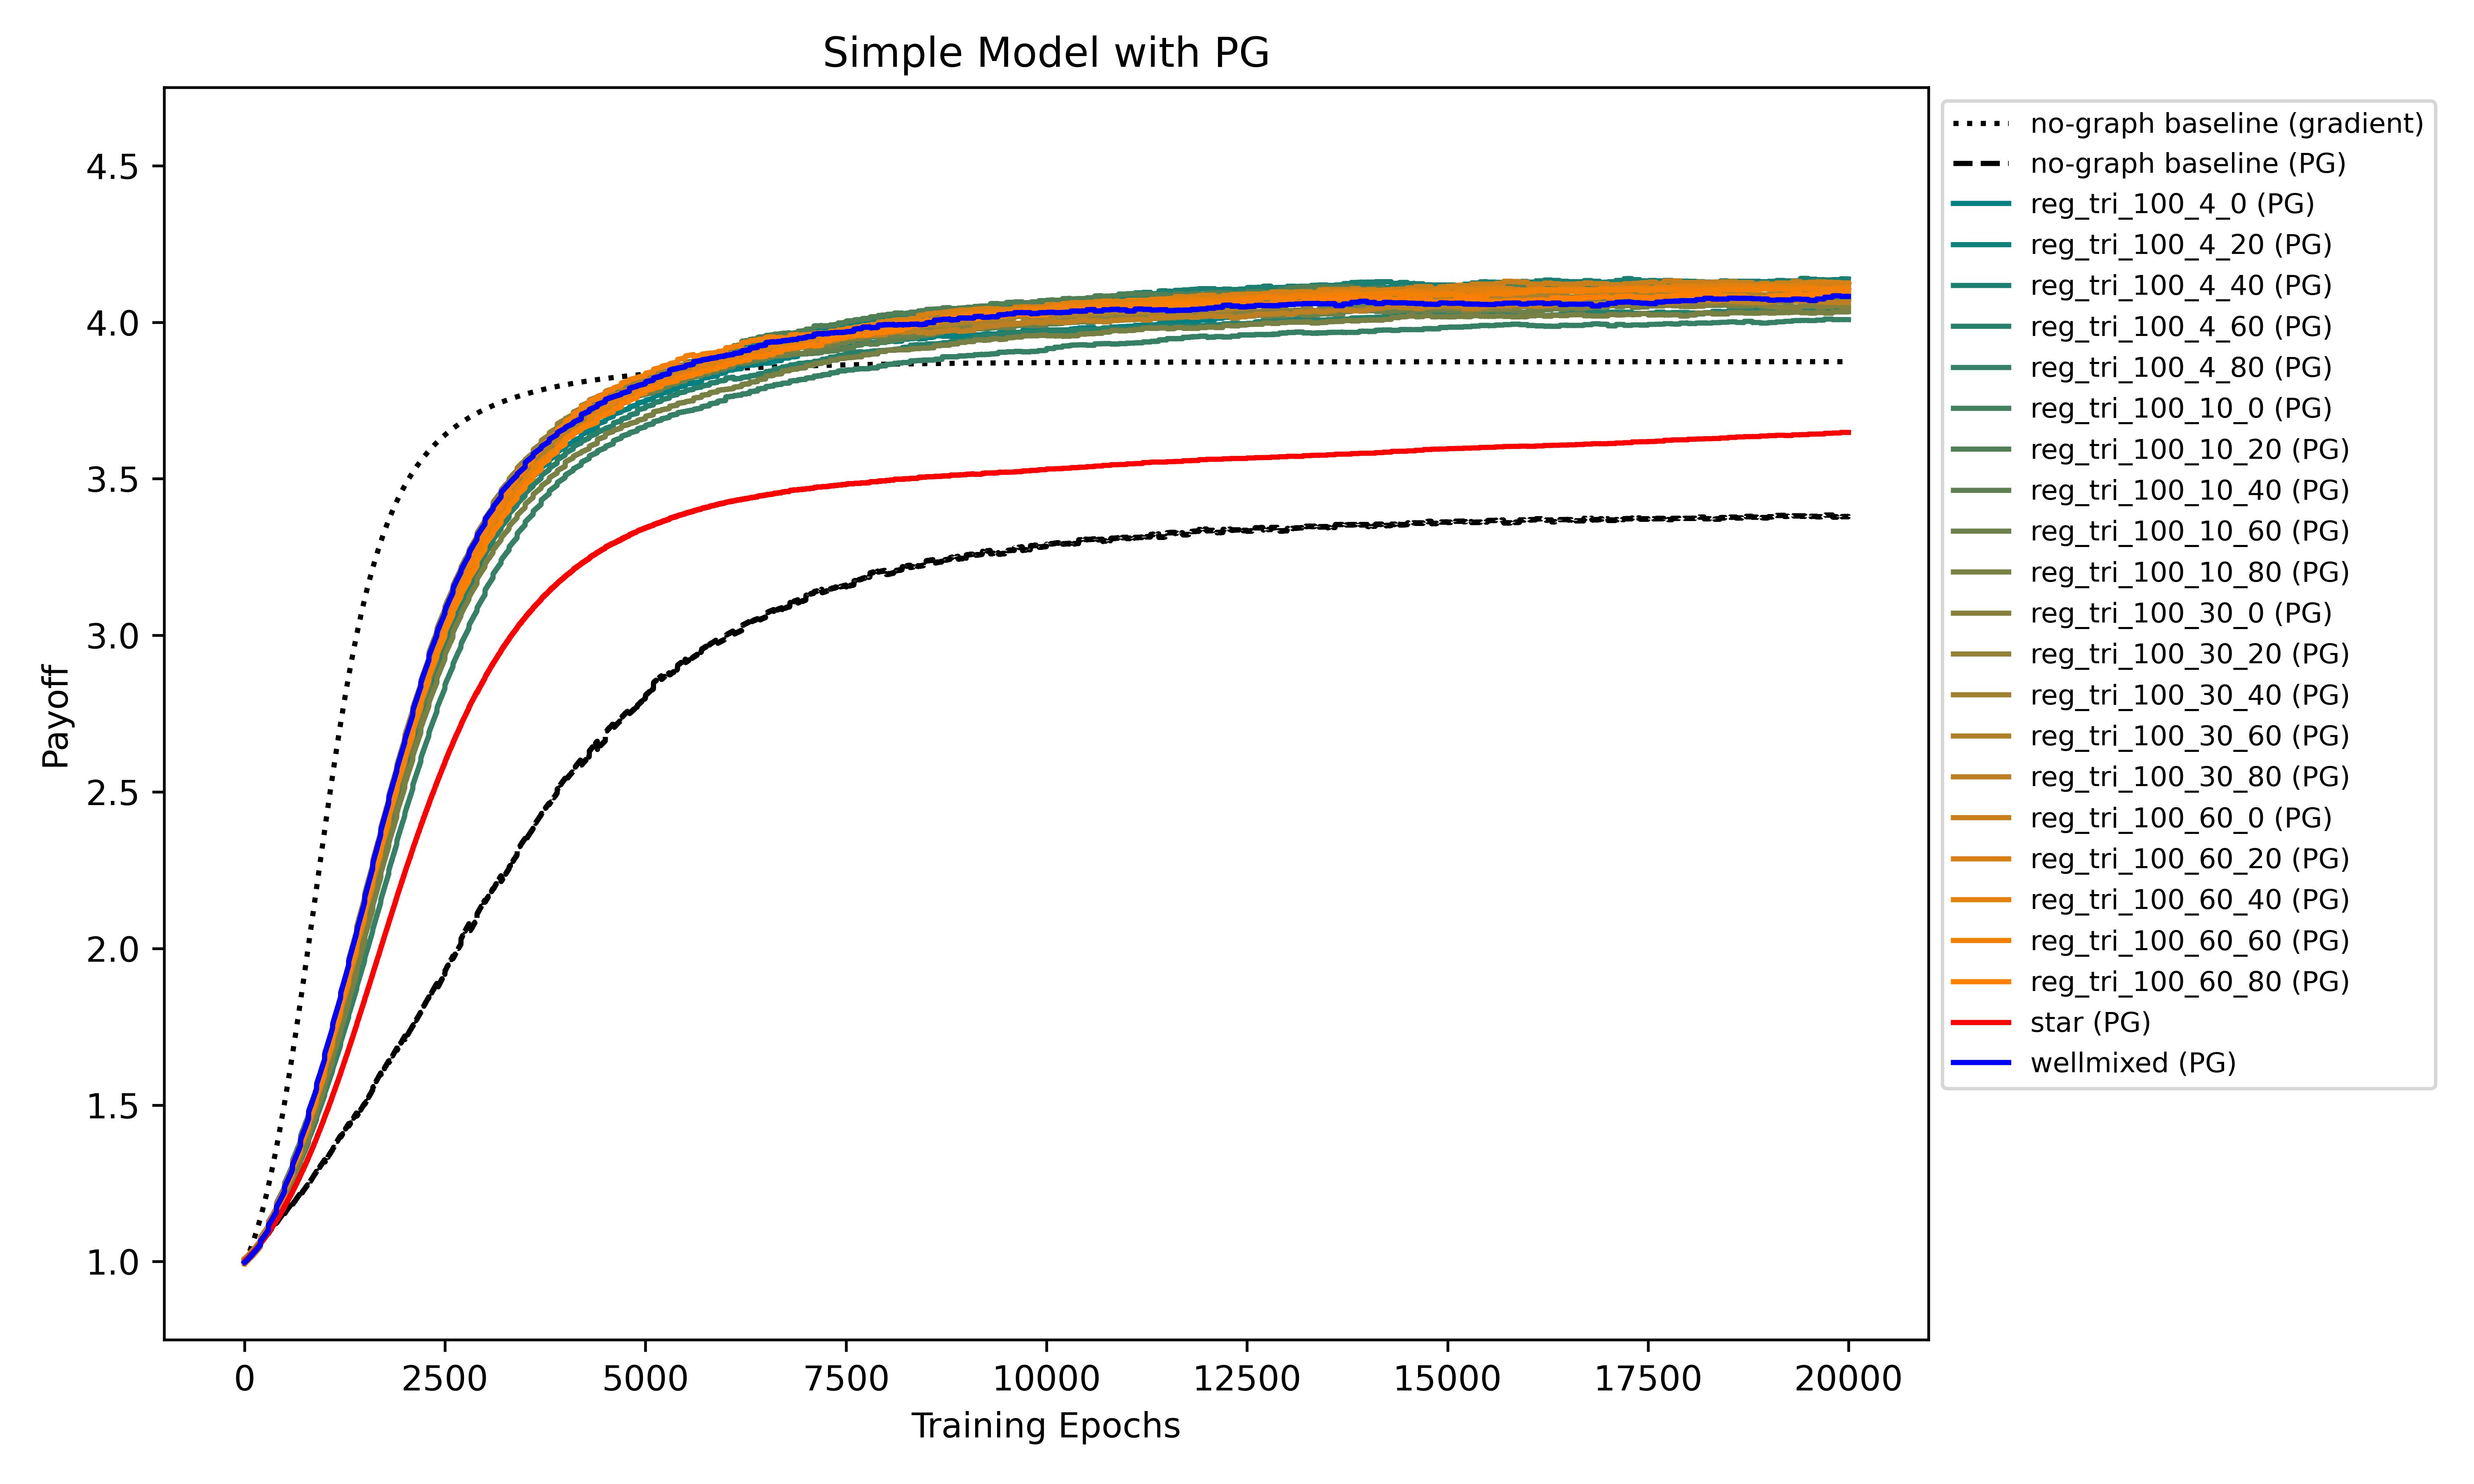 Simple Model with PG
Payoff
4.5
4.0
3.5
3.0
2.5
2.0
1.5
1.0
0 2500 5000 7500 10000 12500 15000 17500 20000
Training Epochs
no-graph baseline (gradient)
no-graph baseline (PG)
reg_tri_100_4_0 (PG)
reg_tri_100_4_20 (PG)
reg_tri_100_4_40 (PG)
reg_tri_100_4_60 (PG)
reg_tri_100_4_80 (PG)
reg_tri_100_10_0 (PG)
reg_tri_100_10_20 (PG)
reg_tri_100_10_40 (PG)
reg_tri_100_10_60 (PG)
reg_tri_100_10_80 (PG)
reg_tri_100_30_0 (PG)
reg_tri_100_30_20 (PG)
reg_tri_100_30_40 (PG)
reg_tri_100_30_60 (PG)
reg_tri_100_30_80 (PG)
reg_tri_100_60_0 (PG)
reg_tri_100_60_20 (PG)
reg_tri_100_60_40 (PG)
reg_tri_100_60_60 (PG)
reg_tri_100_60_80 (PG)
star (PG)
wellmixed (PG)